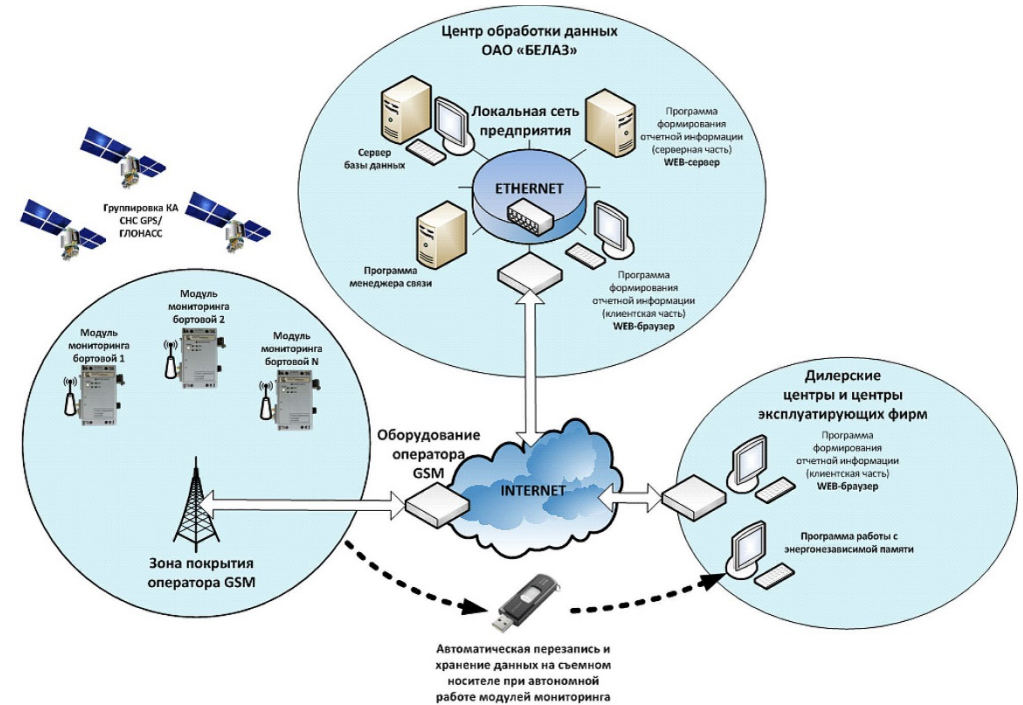 Центр обработки данных
ОАО «БЕЛАЗ»
Локальная сеть
предприятия
Программа
формирования
отчетной информации
(серверная часть)
WEB-сервер
Сервер
базы данных
ETHERNET
Программа
менеджера связи
Программа
формирования
отчетной информации
(клиентская часть)
WEB-браузер
Группировка КА
СНС GPS/
ГЛОНАСС
Модуль
мониторинга
бортовой 1
Модуль
мониторинга
бортовой 2
Модуль
мониторинга
бортовой N
Зона покрытия
оператора GSM
Оборудование
оператора
GSM
INTERNET
Дилерские
центры и центры
эксплуатирующих фирм
Программа
формирования
отчетной информации
(клиентская часть)
WEB-браузер
Программа работы с
энергонезависимой памяти
Автоматическая перезапись и
хранение данных на съемном
носителе при автономной
работе модулей мониторинга